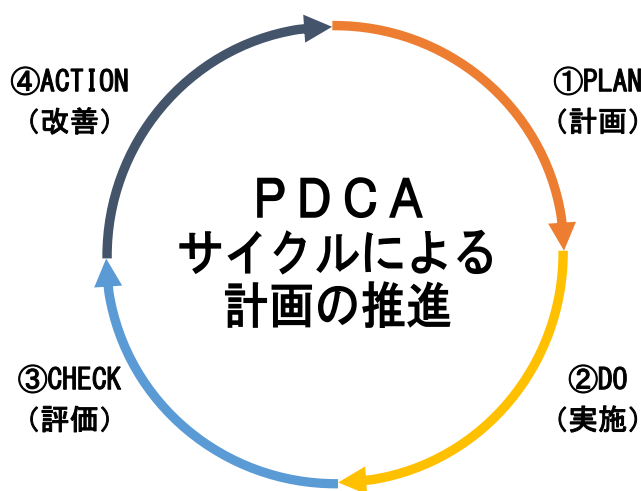 ④ACTION
（改善）
①PLAN
（計画）
ＰＤＣＡ
サイクルによる
計画の推進
③CHECK
（評価）
②DO
（実施）